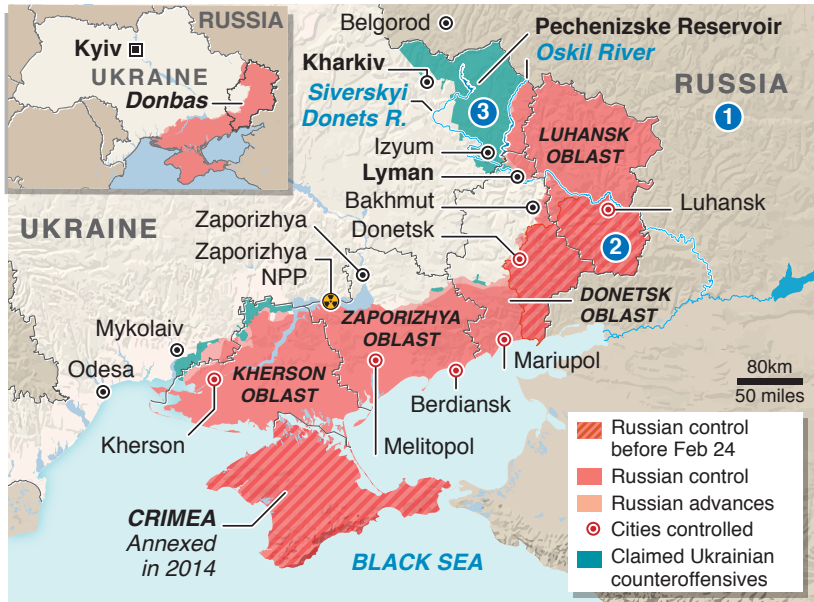 RUSSIA
Kyiv
UKRAINE
Donbas
Belgorod
Pechenizske Reservoir
Oskil River
Kharkiv
Siverskyi
Donets R.
RUSSIA
1
3
LUHANSK
OBLAST
Izyum
Lyman
Bakhmut
Luhansk
Donetsk
2
UKRAINE
Zaporizhya
Zaporizhya
NPP
DONETSK
OBLAST
ZAPORIZHYA
OBLAST
Mykolaiv
Mariupol
Odesa
KHERSON
OBLAST
80km
50 miles
Berdiansk
Kherson
Melitopol
CRIMEA
Annexed
in 2014
BLACK SEA
Russian control
before Feb 24
Russian control
Russian advances
Cities controlled
Claimed Ukrainian
counteroffensives